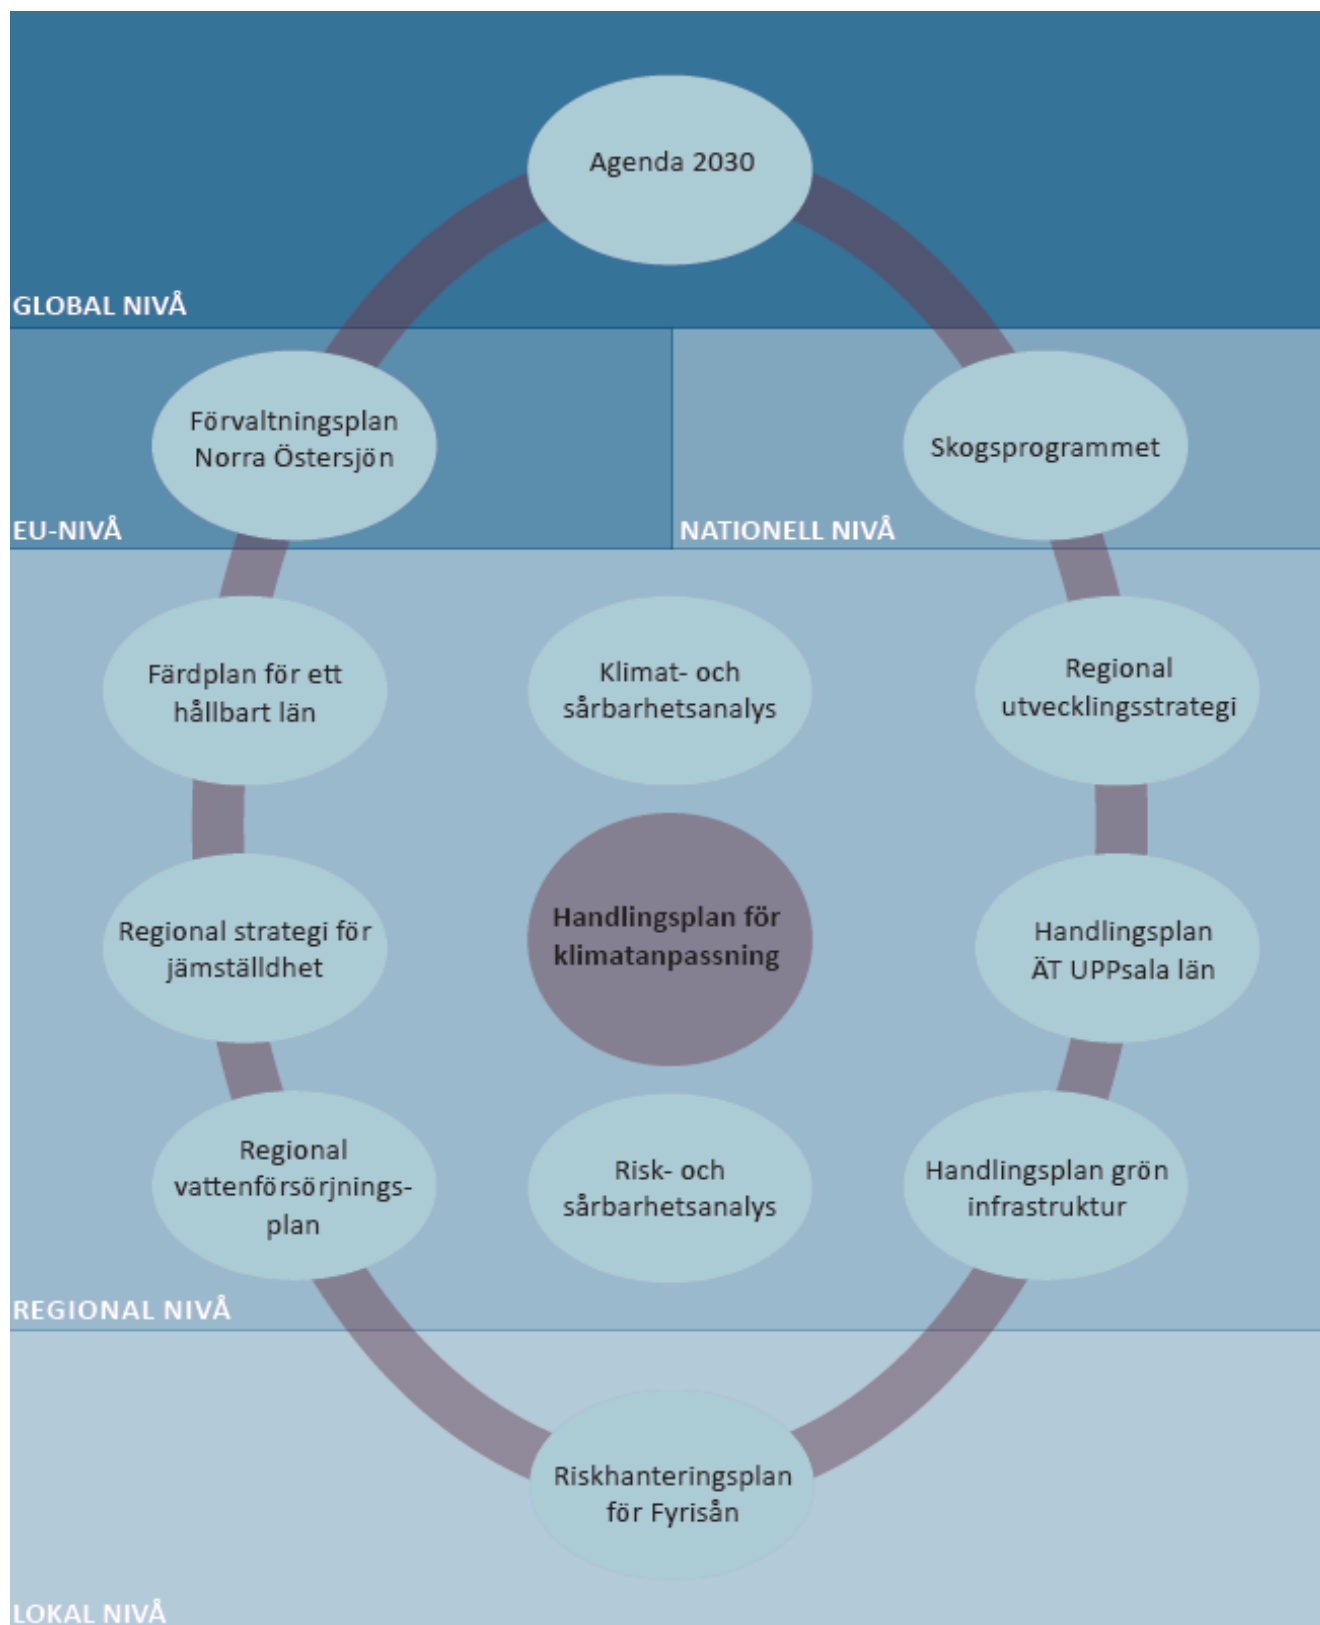 Agenda 2030
GLOBAL NIVÅ
Förvaltningsplan
Norra Östersjön
EU-NIVÅ
Skogsprogrammet
NATIONELL NIVÅ
Färdplan för ett
hållbart län
Klimat- och
sårbarhetsanalys
Regional
utvecklingsstrategi
Regional strategi för
jämställdhet
Handlingsplan för
klimatanpassning
Handlingsplan
ÄT UPPsala län
Regional
vattenförsörjnings-
plan
Risk- och
sårbarhetsanalys
Handlingsplan grön
infrastruktur
REGIONAL NIVÅ
Riskhanteringsplan
för Fyrisån
LOKAL NIVÅ